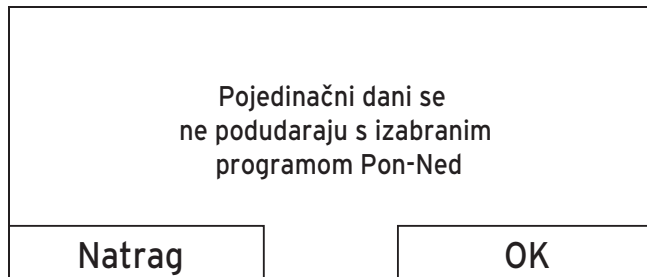 Pojedinačni dani se
ne podudaraju s izabranim
programom Pon-Ned
Natrag
OK